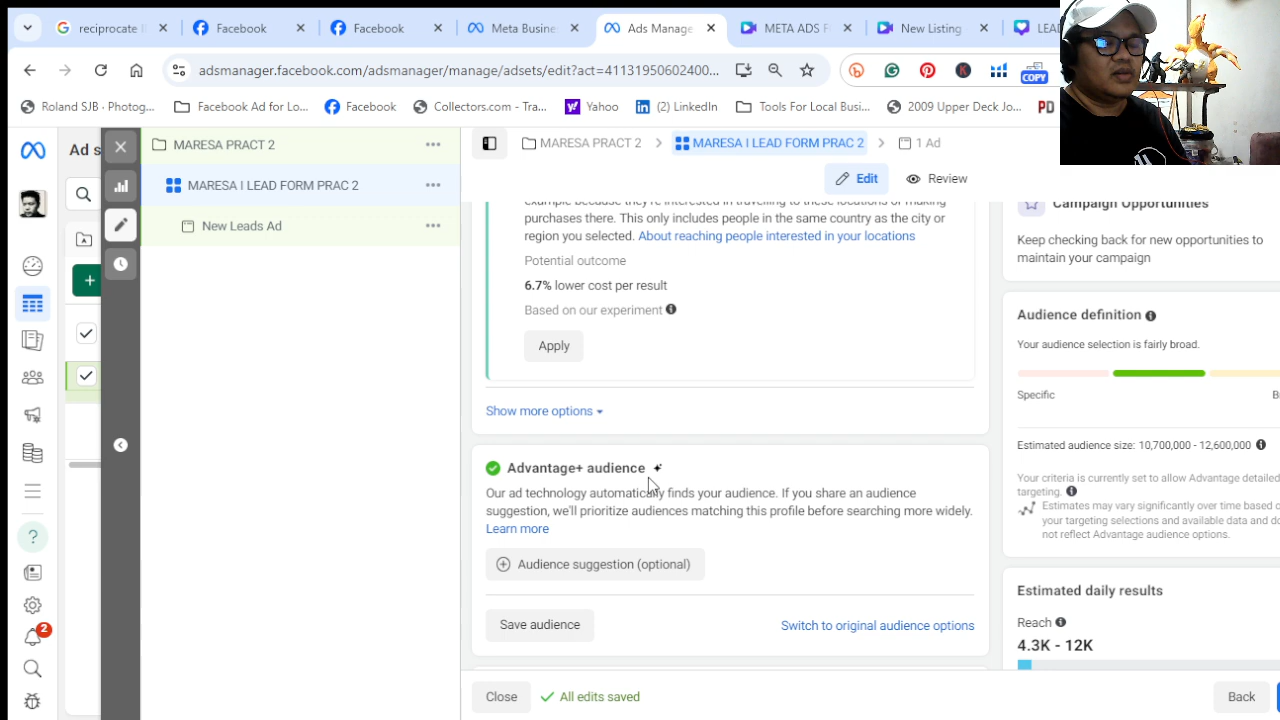 reciprocate
Facebook
Facebook
Meta Busine
Ads Manage
META ADS F
New Listing
LEAD
adsmanager.facebook.com/adsmanager/manage/adsets/edit?act=41131950602400...
COPY
Roland SJB · Photog...
Facebook Ad for Lo...
Facebook
Collectors.com - Tra...
Yahoo
(2) LinkedIn
Tools For Local Busi...
2009 Upper Deck Jo...
PD
Ad s
MARESA PRACT 2
MARESA I LEAD FORM PRAC 2
New Leads Ad
2
MARESA PRACT 2
MARESA I LEAD FORM PRAC 2
1 Ad
Edit
Review
example because they're interested in travelling to these locations or making
purchases there. This only includes people in the same country as the city or
region you selected. About reaching people interested in your locations
Potential outcome
6.7% lower cost per result
Based on our experiment
Apply
Show more options
Advantage+ audience
Our ad technology automatically finds your audience. If you share an audience
suggestion, we'll prioritize audiences matching this profile before searching more widely.
Learn more
Audience suggestion (optional)
Save audience
Switch to original audience options
Close
All edits saved
Back
Campaign Opportunities
Keep checking back for new opportunities to
maintain your campaign
Audience definition
Your audience selection is fairly broad.
Specific
B
Estimated audience size: 10,700,000 - 12,600,000
Your criteria is currently set to allow Advantage detailed
targeting.
Estimates may vary significantly over time based o
your targeting selections and available data and do
not reflect Advantage audience options.
Estimated daily results
Reach
4.3K - 12K